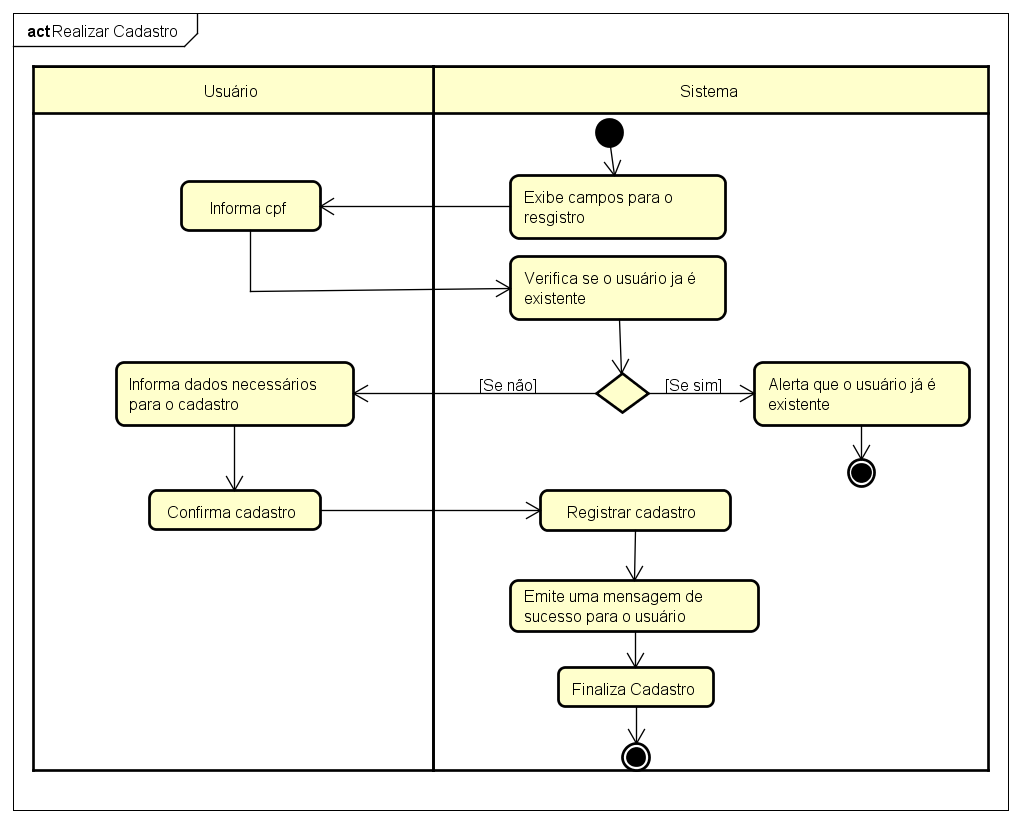 act Realizar Cadastro
Usuário
Sistema
Exibe campos para o
resgistro
Informa cpf
Verifica se o usuário ja é
existente
[Se não]
[Se sim]
Informa dados necessários
para o cadastro
Alerta que o usuário já é
existente
Confirma cadastro
Registrar cadastro
Emite uma mensagem de
sucesso para o usuário
Finaliza Cadastro